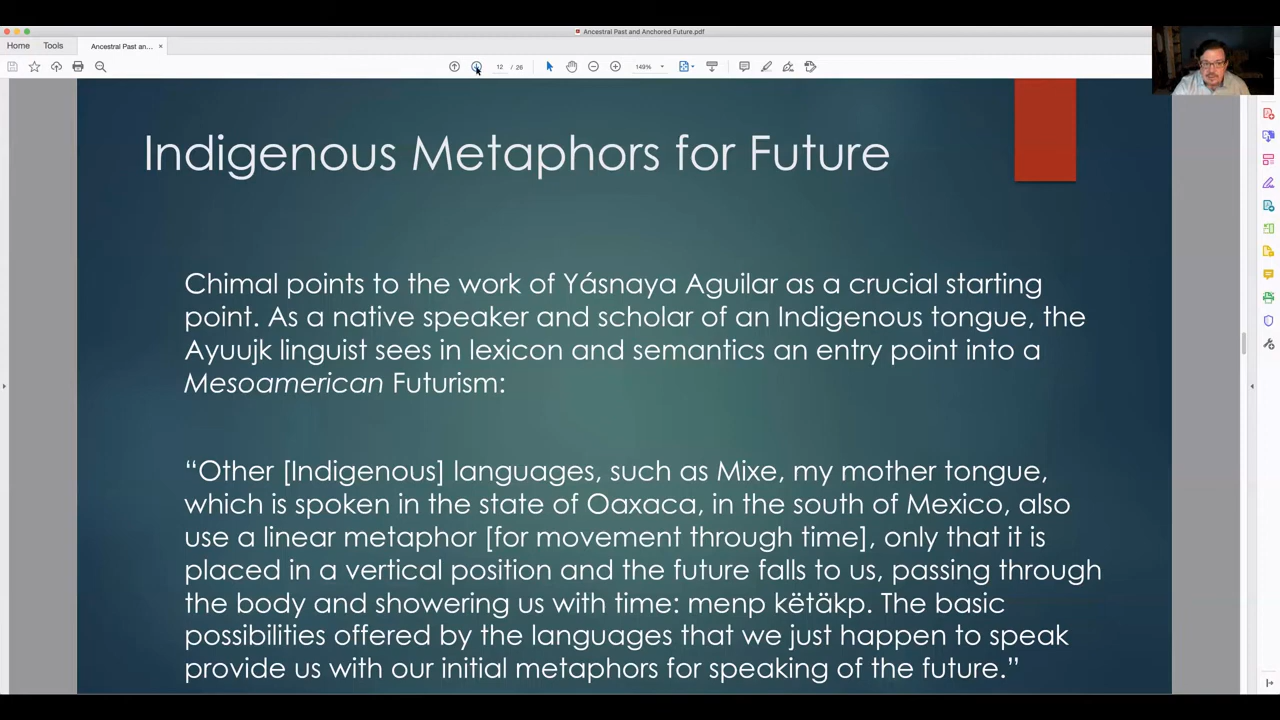 Ancestral Past and Anchored Future.pdf
Home Tools Ancestral Past an... ×
12 / 26 149%
Indigenous Metaphors for Future
Chimal points to the work of Yásnaya Aguilar as a crucial starting
point. As a native speaker and scholar of an Indigenous tongue, the
Ayuujk linguist sees in lexicon and semantics an entry point into a
Mesoamerican Futurism:
“Other [Indigenous] languages, such as Mixe, my mother tongue,
which is spoken in the state of Oaxaca, in the south of Mexico, also
use a linear metaphor [for movement through time], only that it is
placed in a vertical position and the future falls to us, passing through
the body and showering us with time: menp këtäkp. The basic
possibilities offered by the languages that we just happen to speak
provide us with our initial metaphors for speaking of the future.”